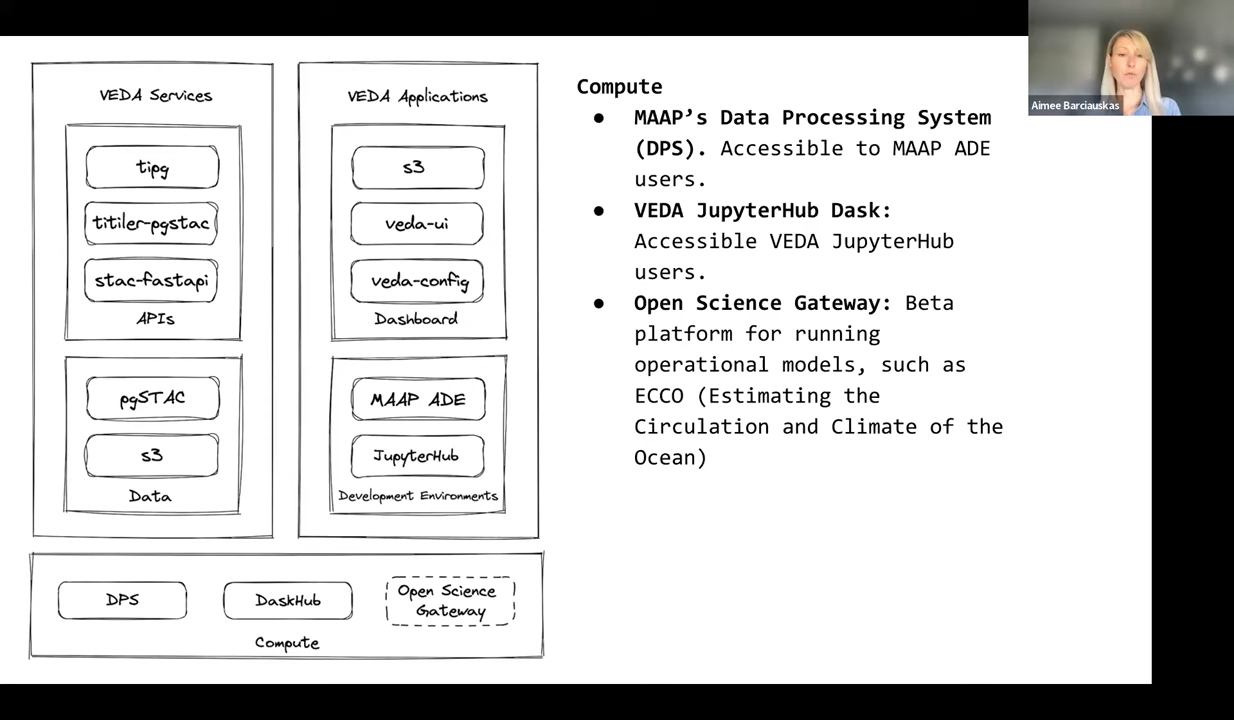 VEDA Services
tipg
titiler-pgstac
stac-fastapi
APIs
pgSTAC
s3
Data
VEDA Applications
s3
veda-ui
veda-config
Dashboard
MAAP ADE
JupyterHub
Development Environments
DPS
DaskHub
Open Science
Gateway
Compute
Compute
● MAAP’s Data Processing System
(DPS). Accessible to MAAP ADE
users.
● VEDA JupyterHub Dask:
Accessible VEDA JupyterHub
users.
● Open Science Gateway: Beta
platform for running
operational models, such as
ECCO (Estimating the
Circulation and Climate of the
Ocean)
Aimee Barciauskas